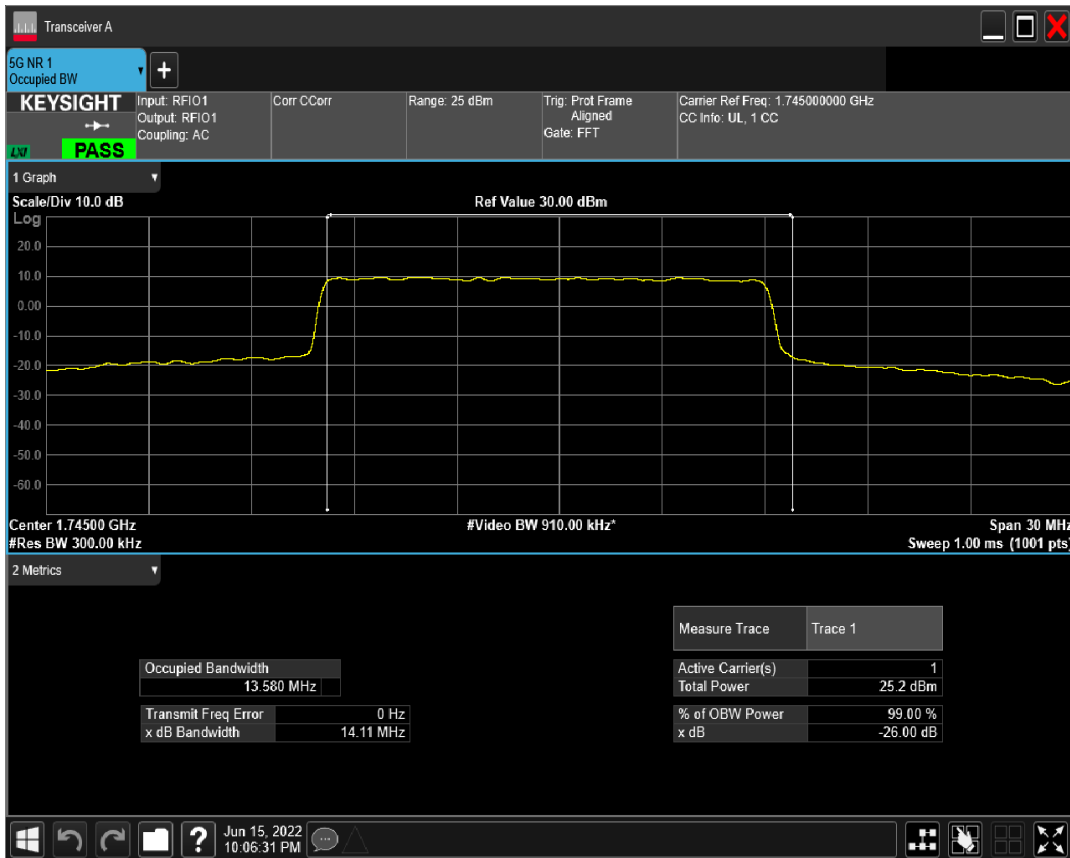 Transceiver A
5G NR 1
Occupied BW
+
KEYSIGHT
LXI
PASS
Input: RFIO1
Output: RFIO1
Coupling: AC
Corr CCorr
Range: 25 dBm
Trig: Prot Frame
Aligned
Gate: FFT
Carrier Ref Freq: 1.745000000 GHz
CC Info: UL, 1 CC
1 Graph
Scale/Div 10.0 dB
Ref Value 30.00 dBm
Log
20.0
10.0
0.00
-10.0
-20.0
-30.0
-40.0
-50.0
-60.0
Center 1.74500 GHz
#Video BW 910.00 kHz*
Span 30 MHz
#Res BW 300.00 kHz
Sweep 1.00 ms (1001 pts)
2 Metrics
Measure Trace Trace 1
Occupied Bandwidth
13.580 MHz
Active Carrier(s) 1
Total Power 25.2 dBm
Transmit Freq Error 0 Hz
x dB Bandwidth 14.11 MHz
% of OBW Power 99.00 %
x dB -26.00 dB
?
Jun 15, 2022
10:06:31 PM